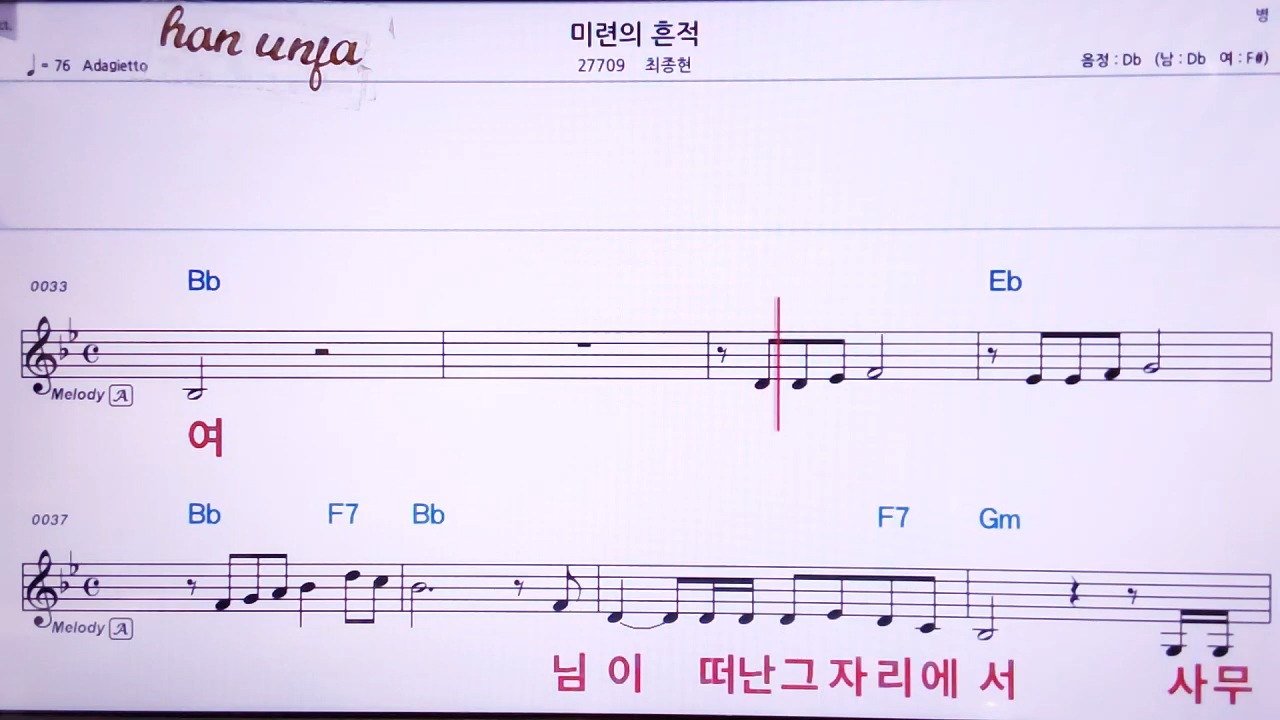 han unfa
미련의 흔적
병
♩= 76 Adagietto
27709 최종현
음정 : Db (남 : Db 여 : F#)
0033 Bb Eb
Melody A
여
0037 Bb F7 Bb F7 Gm
Melody A
님 이 떠난그자리에 서 사무